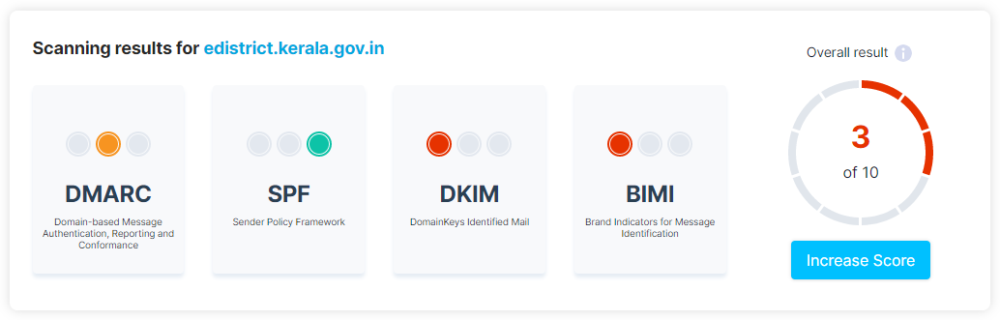 Scanning results for edistrict.kerala.gov.in
Overall result i
DMARC
Domain-based Message
Authentication, Reporting and
Conformance
SPF
Sender Policy Framework
DKIM
DomainKeys Identified Mail
BIMI
Brand Indicators for Message
Identification
3
of 10
Increase Score